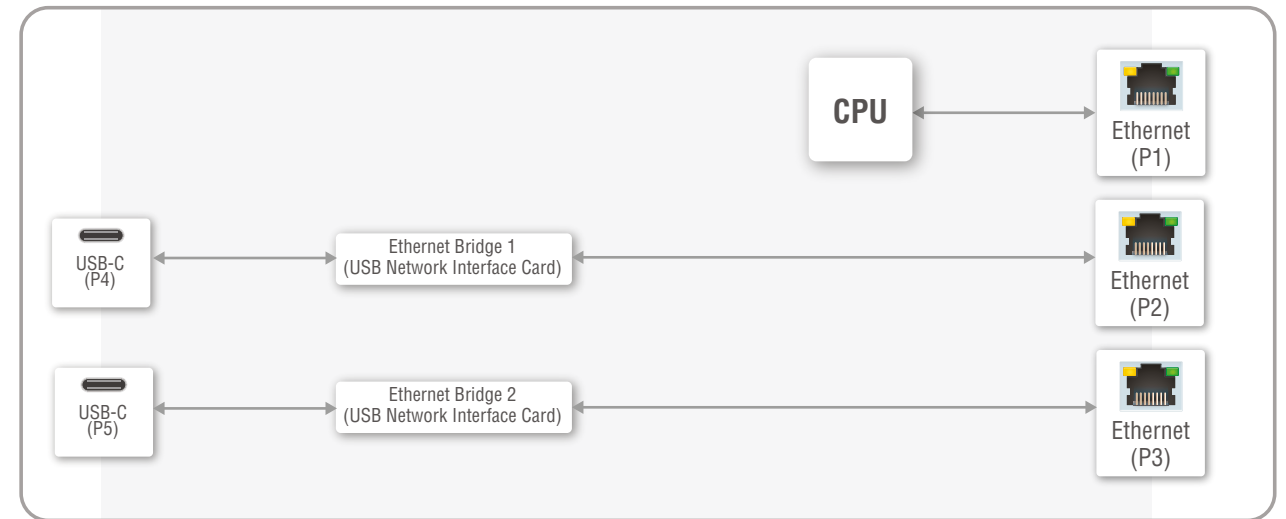 CPU
Ethernet
(P1)
USB-C
(P4)
Ethernet Bridge 1
(USB Network Interface Card)
Ethernet
(P2)
USB-C
(P5)
Ethernet Bridge 2
(USB Network Interface Card)
Ethernet
(P3)